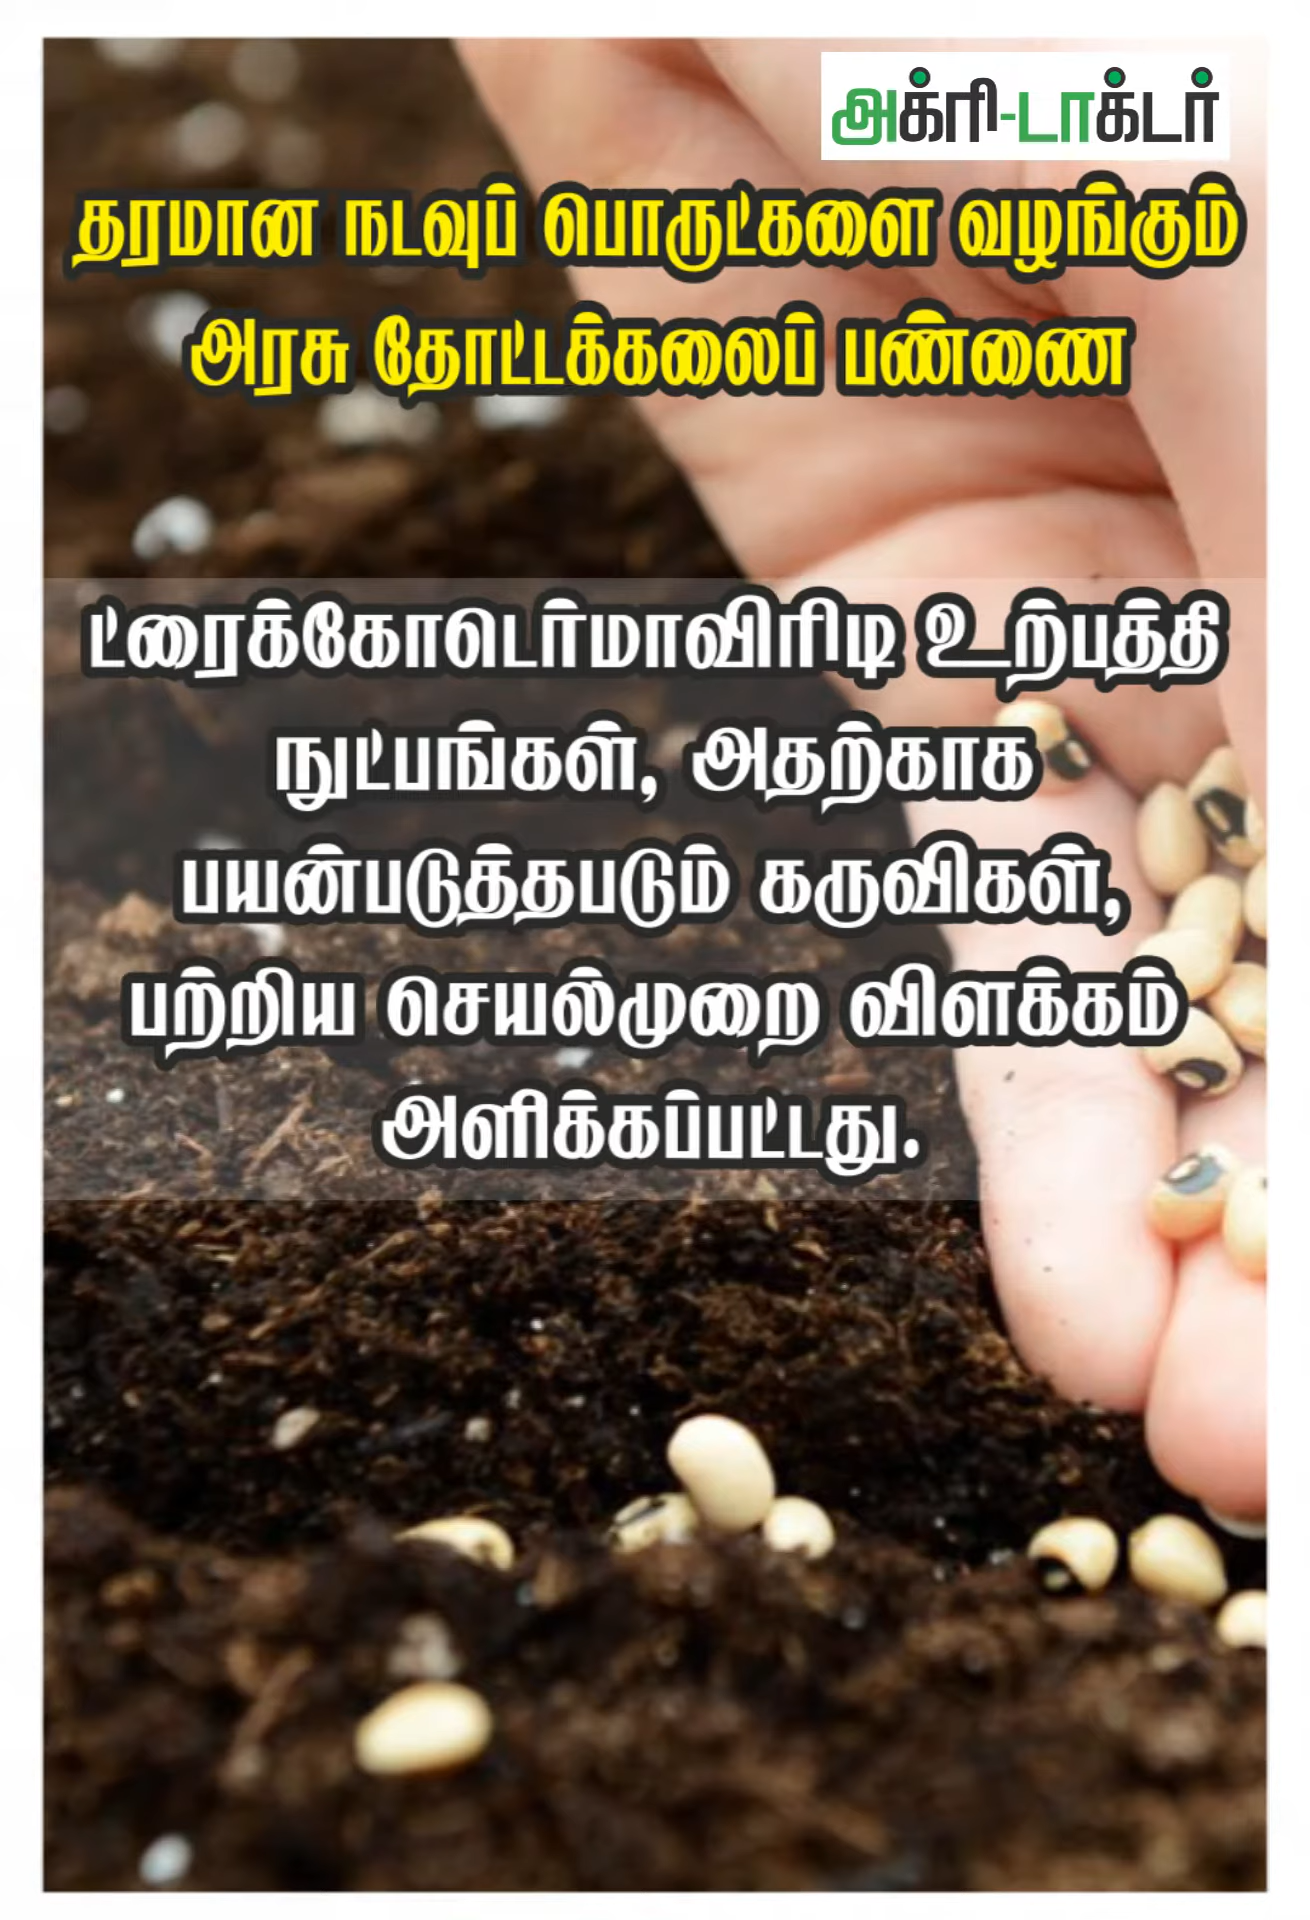 அக்ரி-டாக்டர்
தரமான நடவுப் பொருட்களை வழங்கும்
அரசு தோட்டக்கலைப் பண்ணை
ட்ரைக்கோடெர்மாவிரிடி உற்பத்தி
நுட்பங்கள், அதற்காக
பயன்படுத்தபடும் கருவிகள்,
பற்றிய செயல்முறை விளக்கம்
அளிக்கப்பட்டது.